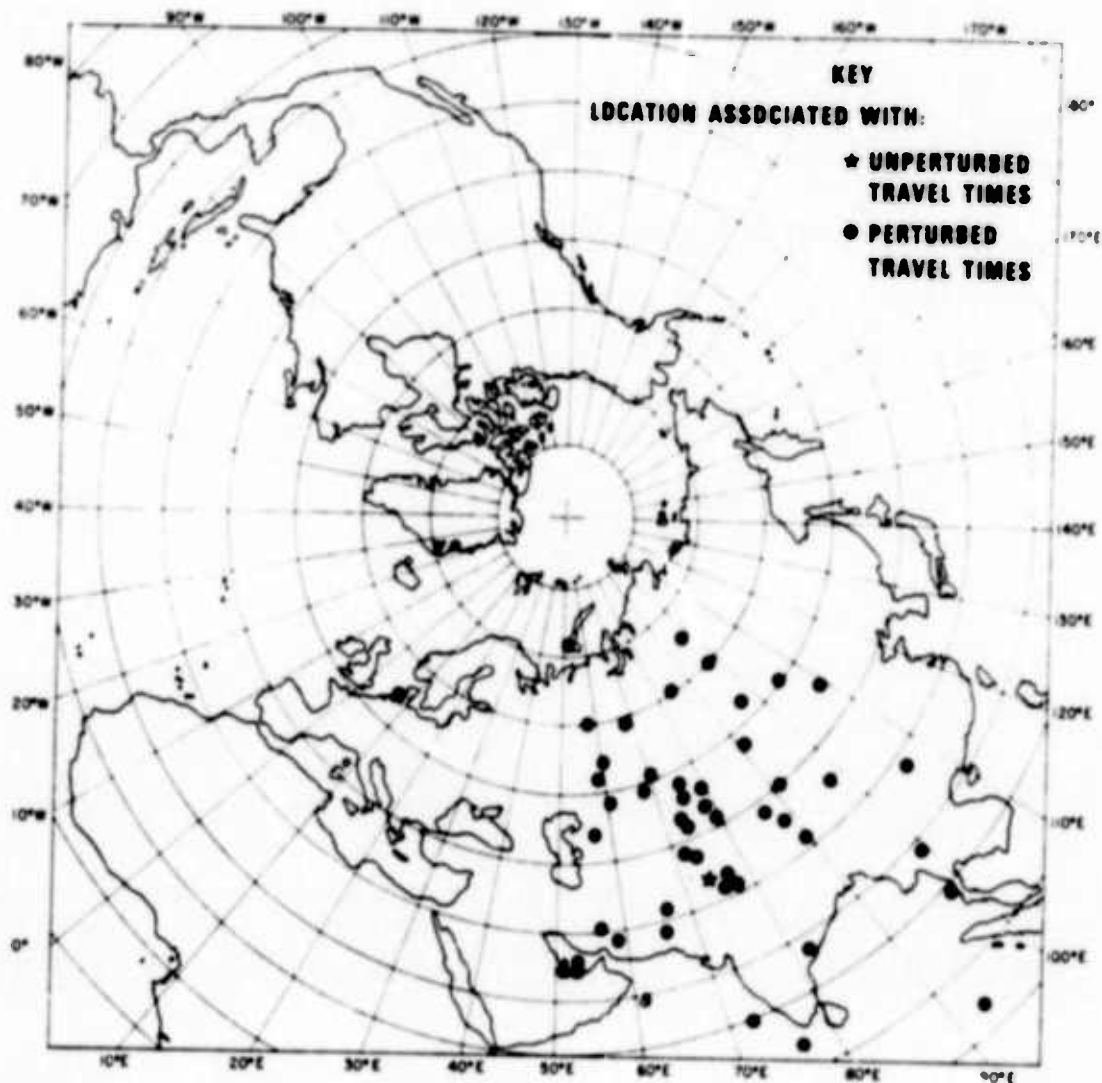 90°W 100°W 110°W 120°W 130°W 140°W 150°W 160°W 170°W
80°W
KEY
LOCATION ASSOCIATED WITH:
★ UNPERTURBED
TRAVEL TIMES
● PERTURBED
TRAVEL TIMES
180°
70°W
170°E
60°W
160°E
50°W
150°E
40°W
140°E
30°W
130°E
20°W
120°E
10°W
110°E
0°
100°E
10°E 20°E 30°E 40°E 50°E 60°E 70°E 80°E 90°E